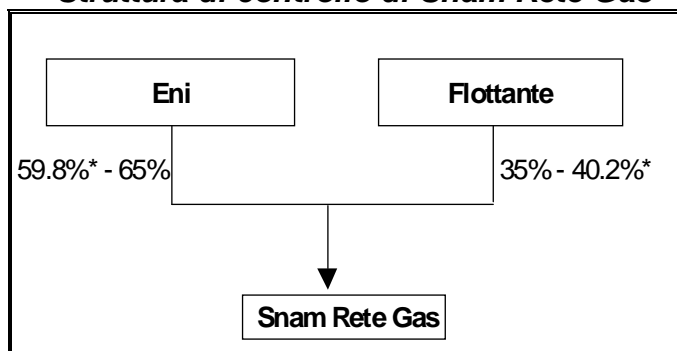 Struttura di controllo di Snam Rete Gas
Eni
Flottante
59.8%* - 65%
35% - 40.2%*
Snam Rete Gas